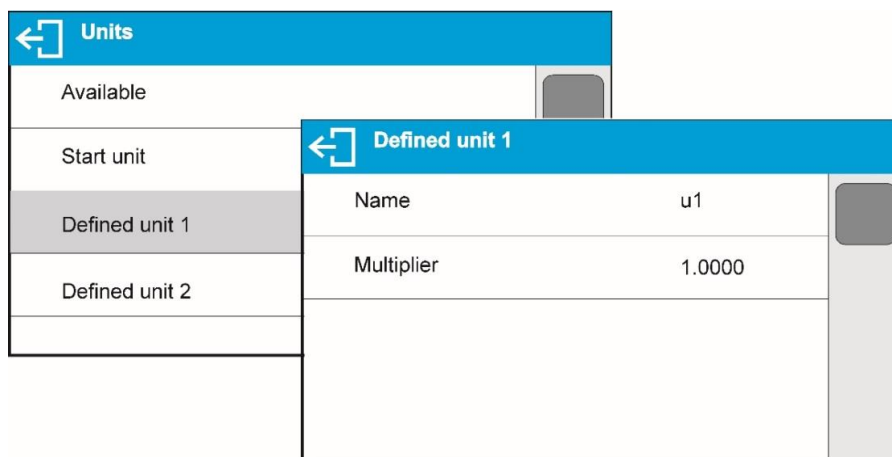 Units
Available
Start unit
Defined unit 1
Defined unit 2
Defined unit 1
Name u1
Multiplier 1.0000